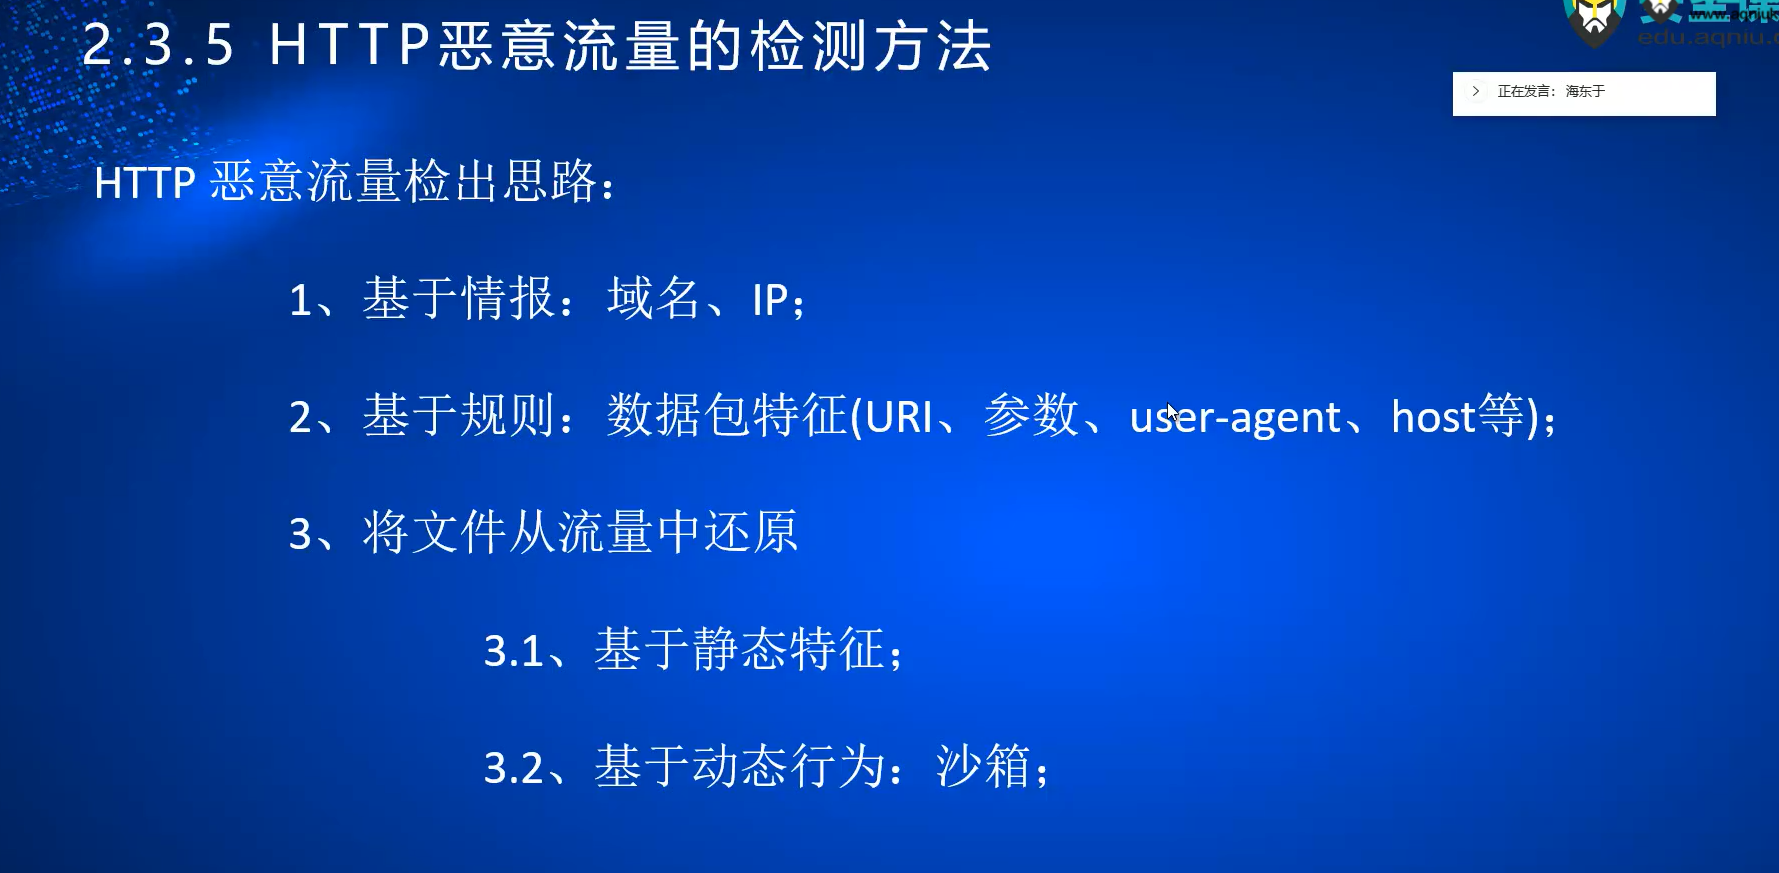 2.3.5 HTTP恶意流量的检测方法
edu.aqniu.c
正在发言： 海东于
HTTP 恶意流量检出思路：
1、基于情报：域名、IP；
2、基于规则：数据包特征(URI、参数、user-agent、host等)；
3、将文件从流量中还原
3.1、基于静态特征；
3.2、基于动态行为：沙箱；